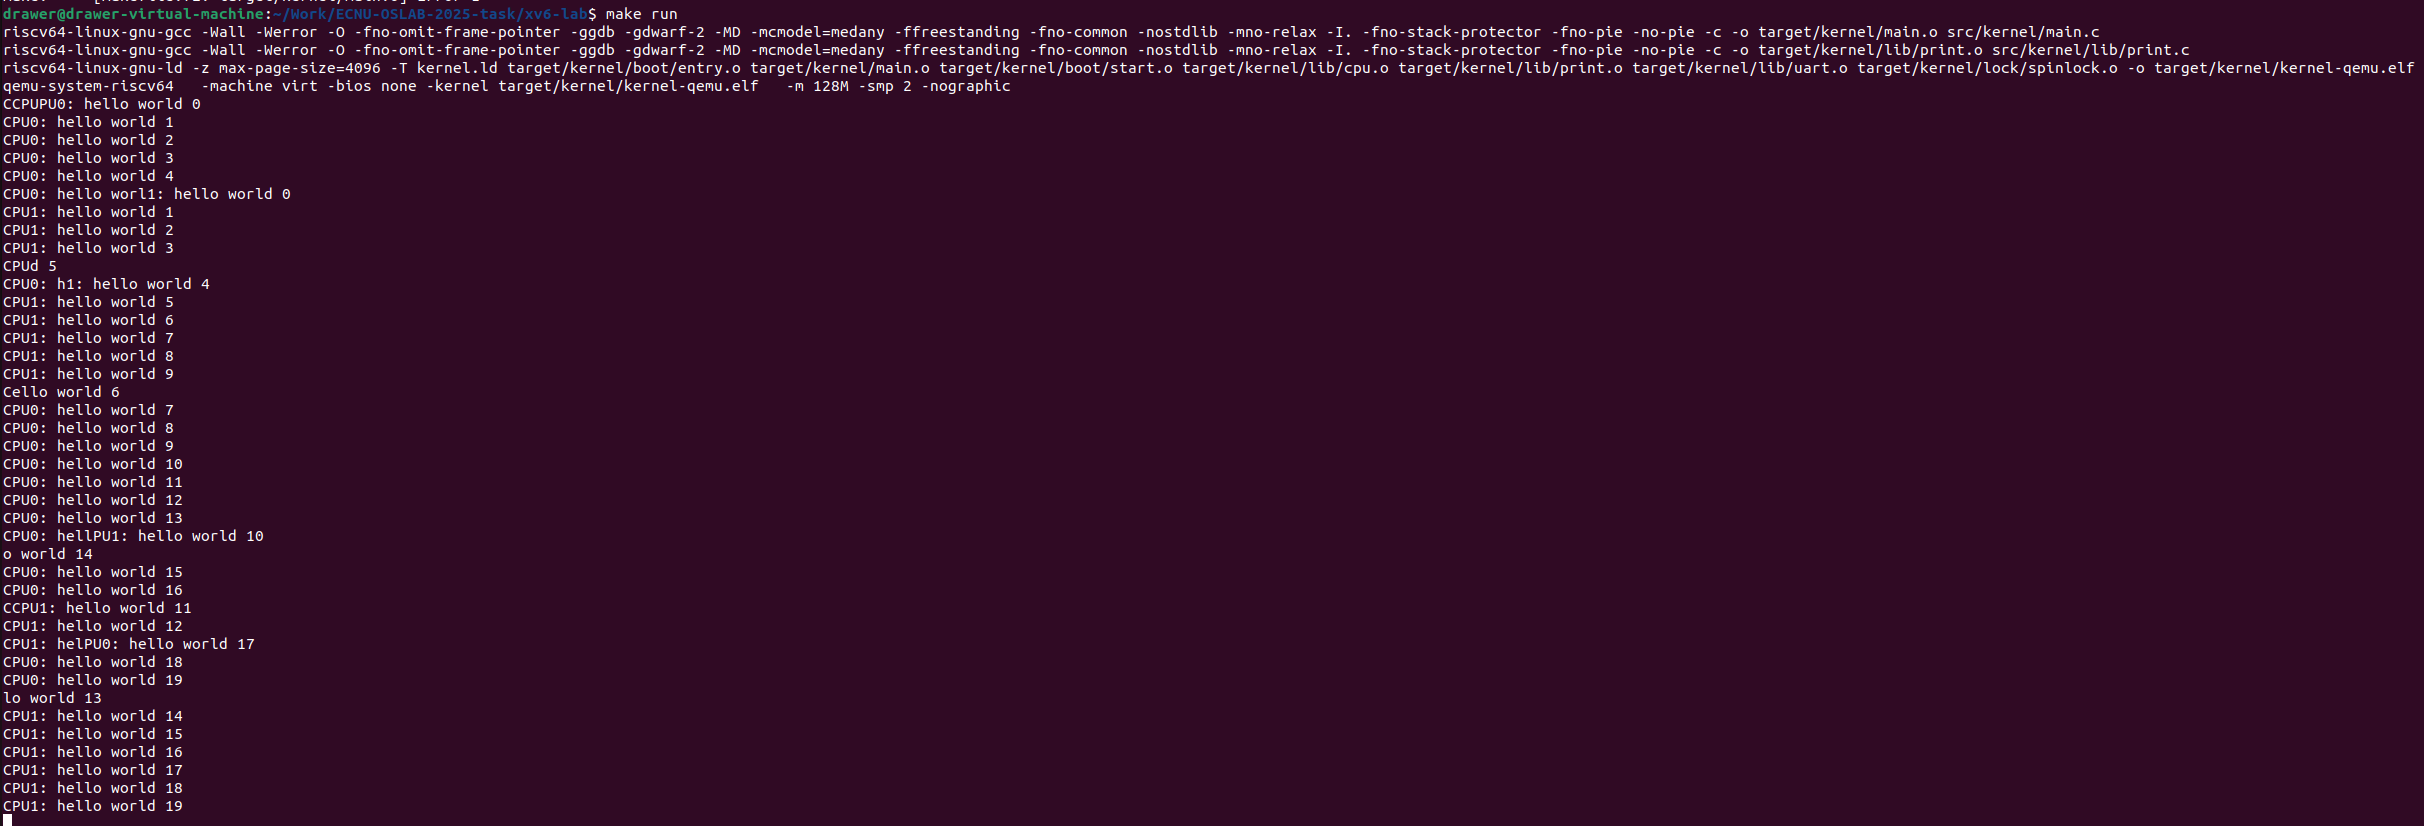 drawer@drawer-virtual-machine:~/Work/ECNU-OSLAB-2025-task/xv6-lab$ make run
riscv64-linux-gnu-gcc -Wall -Werror -O -fno-omit-frame-pointer -ggdb -gdwarf-2 -MD -mcmodel=medany -ffreestanding -fno-common -nostdlib -mno-relax -I. -fno-stack-protector -fno-pie -no-pie -c -o target/kernel/main.o src/kernel/main.c
riscv64-linux-gnu-gcc -Wall -Werror -O -fno-omit-frame-pointer -ggdb -gdwarf-2 -MD -mcmodel=medany -ffreestanding -fno-common -nostdlib -mno-relax -I. -fno-stack-protector -fno-pie -no-pie -c -o target/kernel/lib/print.o src/kernel/lib/print.c
riscv64-linux-gnu-ld -z max-page-size=4096 -T kernel.ld target/kernel/boot/entry.o target/kernel/main.o target/kernel/boot/start.o target/kernel/lib/cpu.o target/kernel/lib/print.o target/kernel/lib/uart.o target/kernel/lock/spinlock.o -o target/kernel/kernel-qemu.elf
qemu-system-riscv64   -machine virt -bios none -kernel target/kernel/kernel-qemu.elf   -m 128M -smp 2 -nographic
CCPUPU0: hello world 0
CPU0: hello world 1
CPU0: hello world 2
CPU0: hello world 3
CPU0: hello world 4
CPU0: hello worl1: hello world 0
CPU1: hello world 1
CPU1: hello world 2
CPU1: hello world 3
CPUd 5
CPU0: h1: hello world 4
CPU1: hello world 5
CPU1: hello world 6
CPU1: hello world 7
CPU1: hello world 8
CPU1: hello world 9
Cello world 6
CPU0: hello world 7
CPU0: hello world 8
CPU0: hello world 9
CPU0: hello world 10
CPU0: hello world 11
CPU0: hello world 12
CPU0: hello world 13
CPU0: hellPU1: hello world 10
o world 14
CPU0: hello world 15
CPU0: hello world 16
CCPU1: hello world 11
CPU1: hello world 12
CPU1: helPU0: hello world 17
CPU0: hello world 18
CPU0: hello world 19
lo world 13
CPU1: hello world 14
CPU1: hello world 15
CPU1: hello world 16
CPU1: hello world 17
CPU1: hello world 18
CPU1: hello world 19